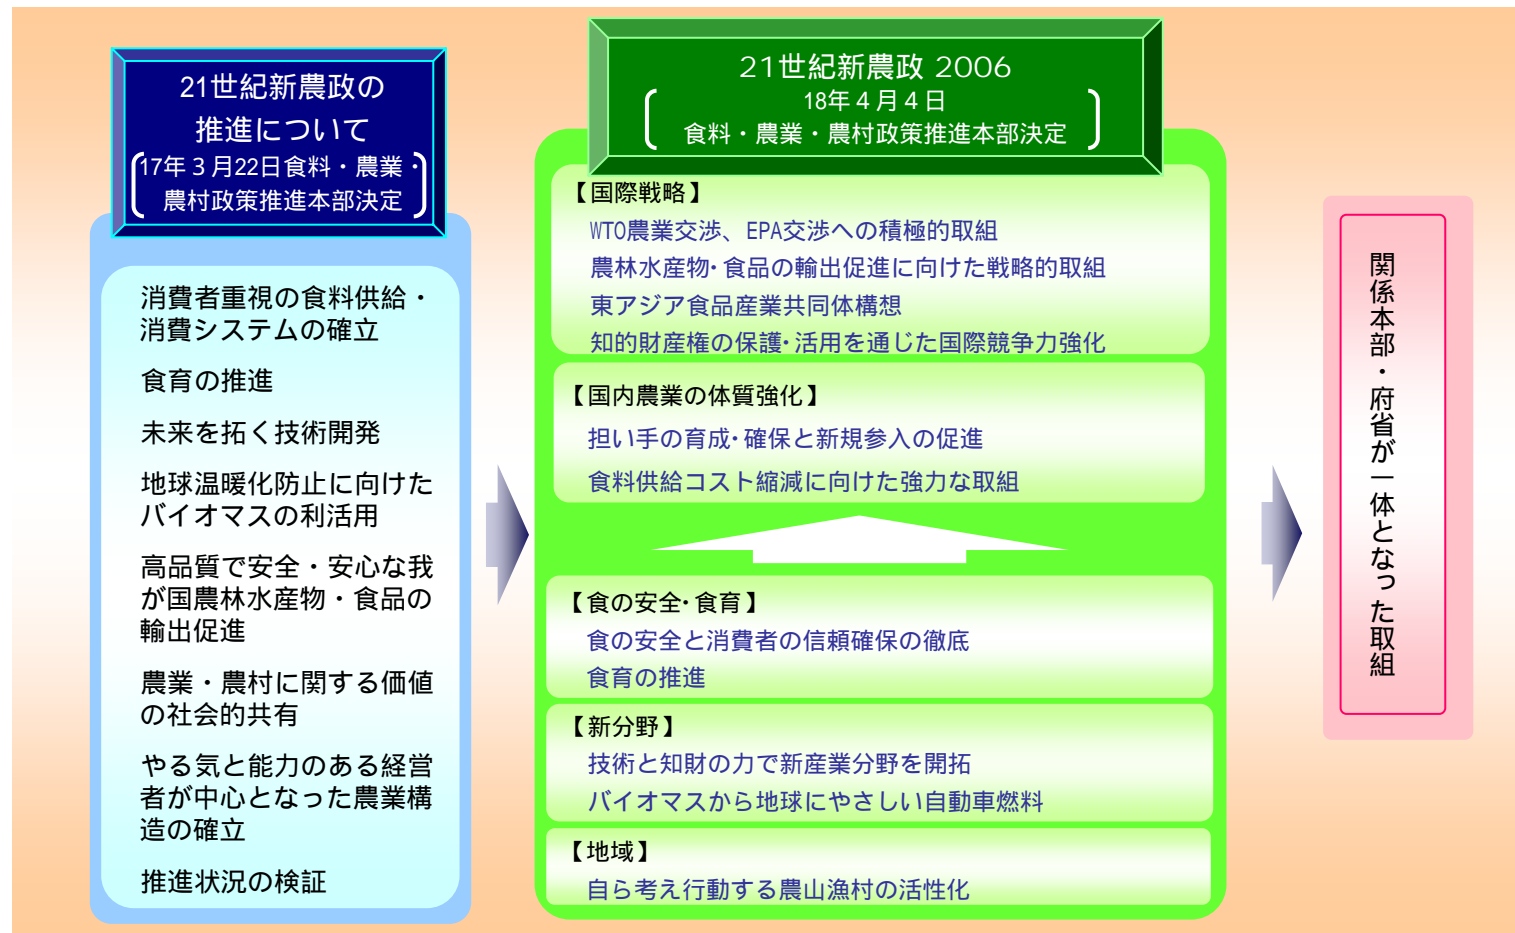 21世紀新農政の
推進について
17年３月22日食料・農業・
農村政策推進本部決定
消費者重視の食料供給・
消費システムの確立
食育の推進
未来を拓く技術開発
地球温暖化防止に向けた
バイオマスの利活用
高品質で安全・安心な我
が国農林水産物・食品の
輸出促進
農業・農村に関する価値
の社会的共有
やる気と能力のある経営
者が中心となった農業構
造の確立
推進状況の検証
21世紀新農政 2006
18年４月４日
食料・農業・農村政策推進本部決定
【国際戦略】
WTO農業交渉、EPA交渉への積極的取組
農林水産物･食品の輸出促進に向けた戦略的取組
東アジア食品産業共同体構想
知的財産権の保護･活用を通じた国際競争力強化
【国内農業の体質強化】
担い手の育成･確保と新規参入の促進
食料供給コスト縮減に向けた強力な取組
【食の安全･食育】
食の安全と消費者の信頼確保の徹底
食育の推進
【新分野】
技術と知財の力で新産業分野を開拓
バイオマスから地球にやさしい自動車燃料
【地域】
自ら考え行動する農山漁村の活性化
関係本部・府省が一体となった取組